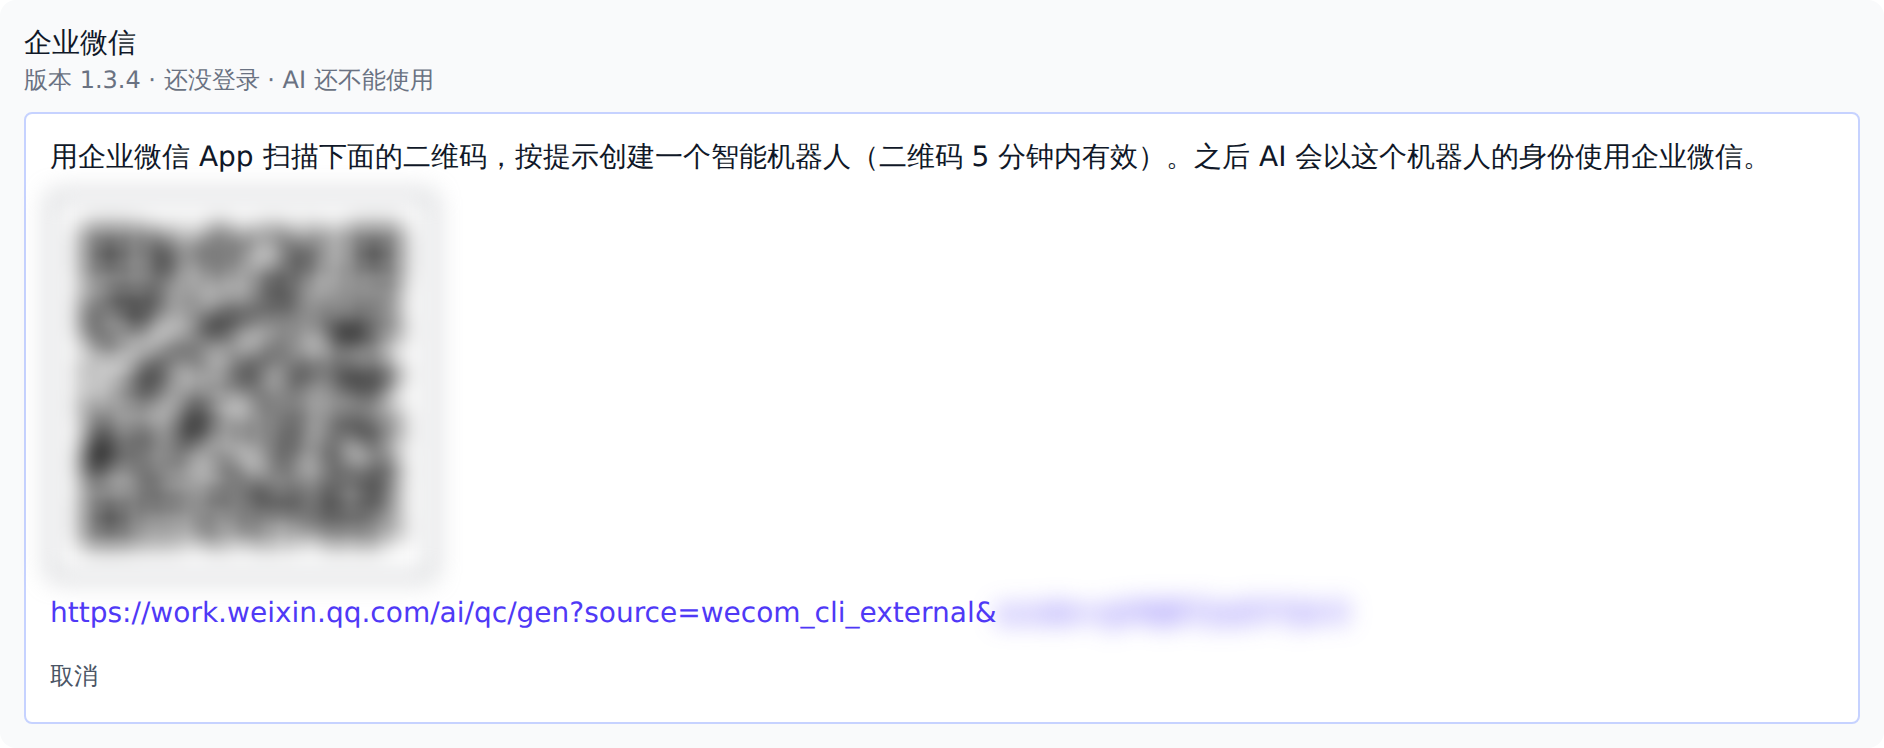 企业微信
版本 1.3.4 · 还没登录 · AI 还不能使用
用企业微信 App 扫描下面的二维码，按提示创建一个智能机器人（二维码 5 分钟内有效）。之后 AI 会以这个机器人的身份使用企业微信。
https://work.weixin.qq.com/ai/qc/gen?source=wecom_cli_external&
取消